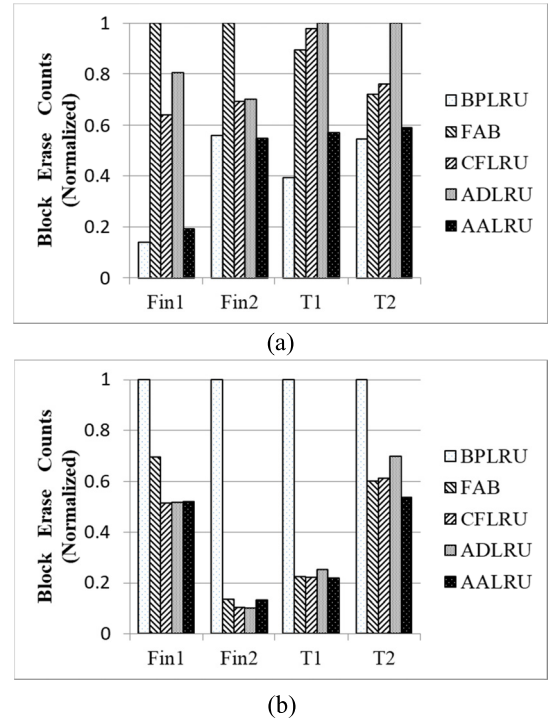 1
0.8
0.6
0.4
0.2
0
Block Erase Counts
(Normalized)
Fin1 Fin2 T1 T2
BPLRU
FAB
CFLRU
ADLRU
AALRU
(a)
1
0.8
0.6
0.4
0.2
0
Block Erase Counts
(Normalized)
Fin1 Fin2 T1 T2
BPLRU
FAB
CFLRU
ADLRU
AALRU
(b)